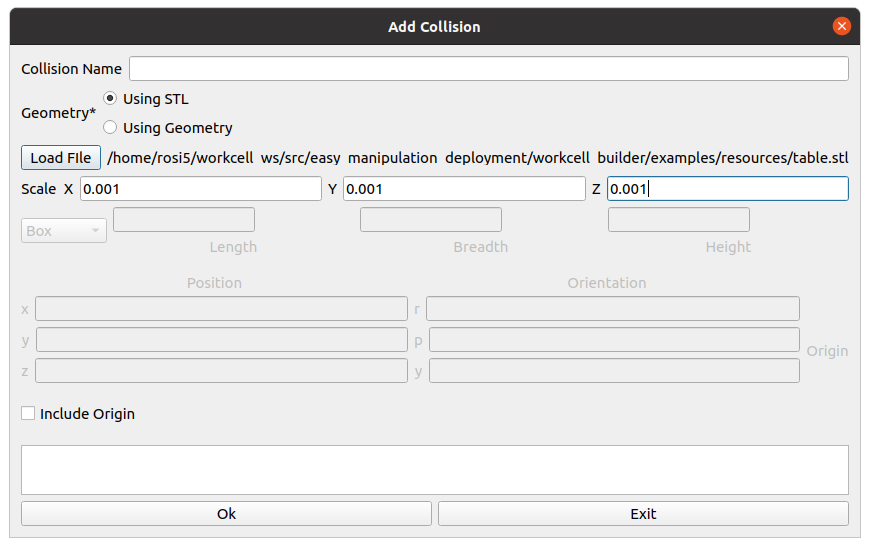 Add Collision
Collision Name
Geometry*
Using STL
Using Geometry
Load FIle /home/rosi5/workcell ws/src/easy manipulation deployment/workcell builder/examples/resources/table.stl
Scale X 0.001 Y 0.001 Z 0.001
Box
Length Breadth Height
Position Orientation
x r
y p
Origin
z y
Include Origin
Ok Exit